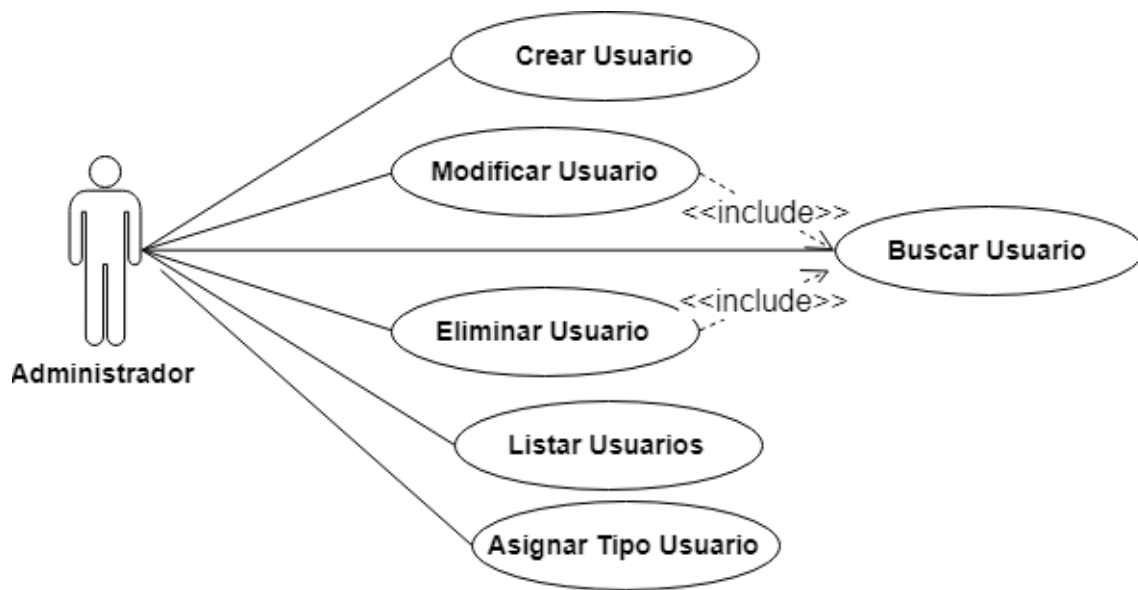 Crear Usuario
Modificar Usuario
<<include>>
Buscar Usuario
<<include>>
Eliminar Usuario
Administrador
Listar Usuarios
Asignar Tipo Usuario